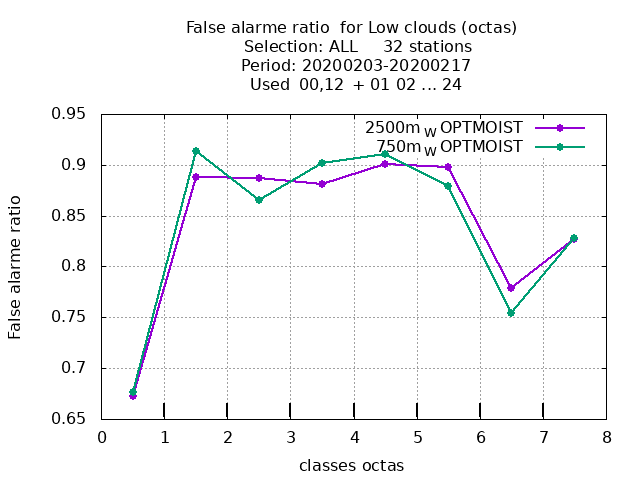 False alarme ratio  for Low clouds (octas)
Selection: ALL     32 stations
Period: 20200203-20200217
Used  00,12  + 01 02 ... 24
2500m W OPTMOIST
750m W OPTMOIST
False alarme ratio
0.95
0.9
0.85
0.8
0.75
0.7
0.65
0 1 2 3 4 5 6 7 8
classes octas